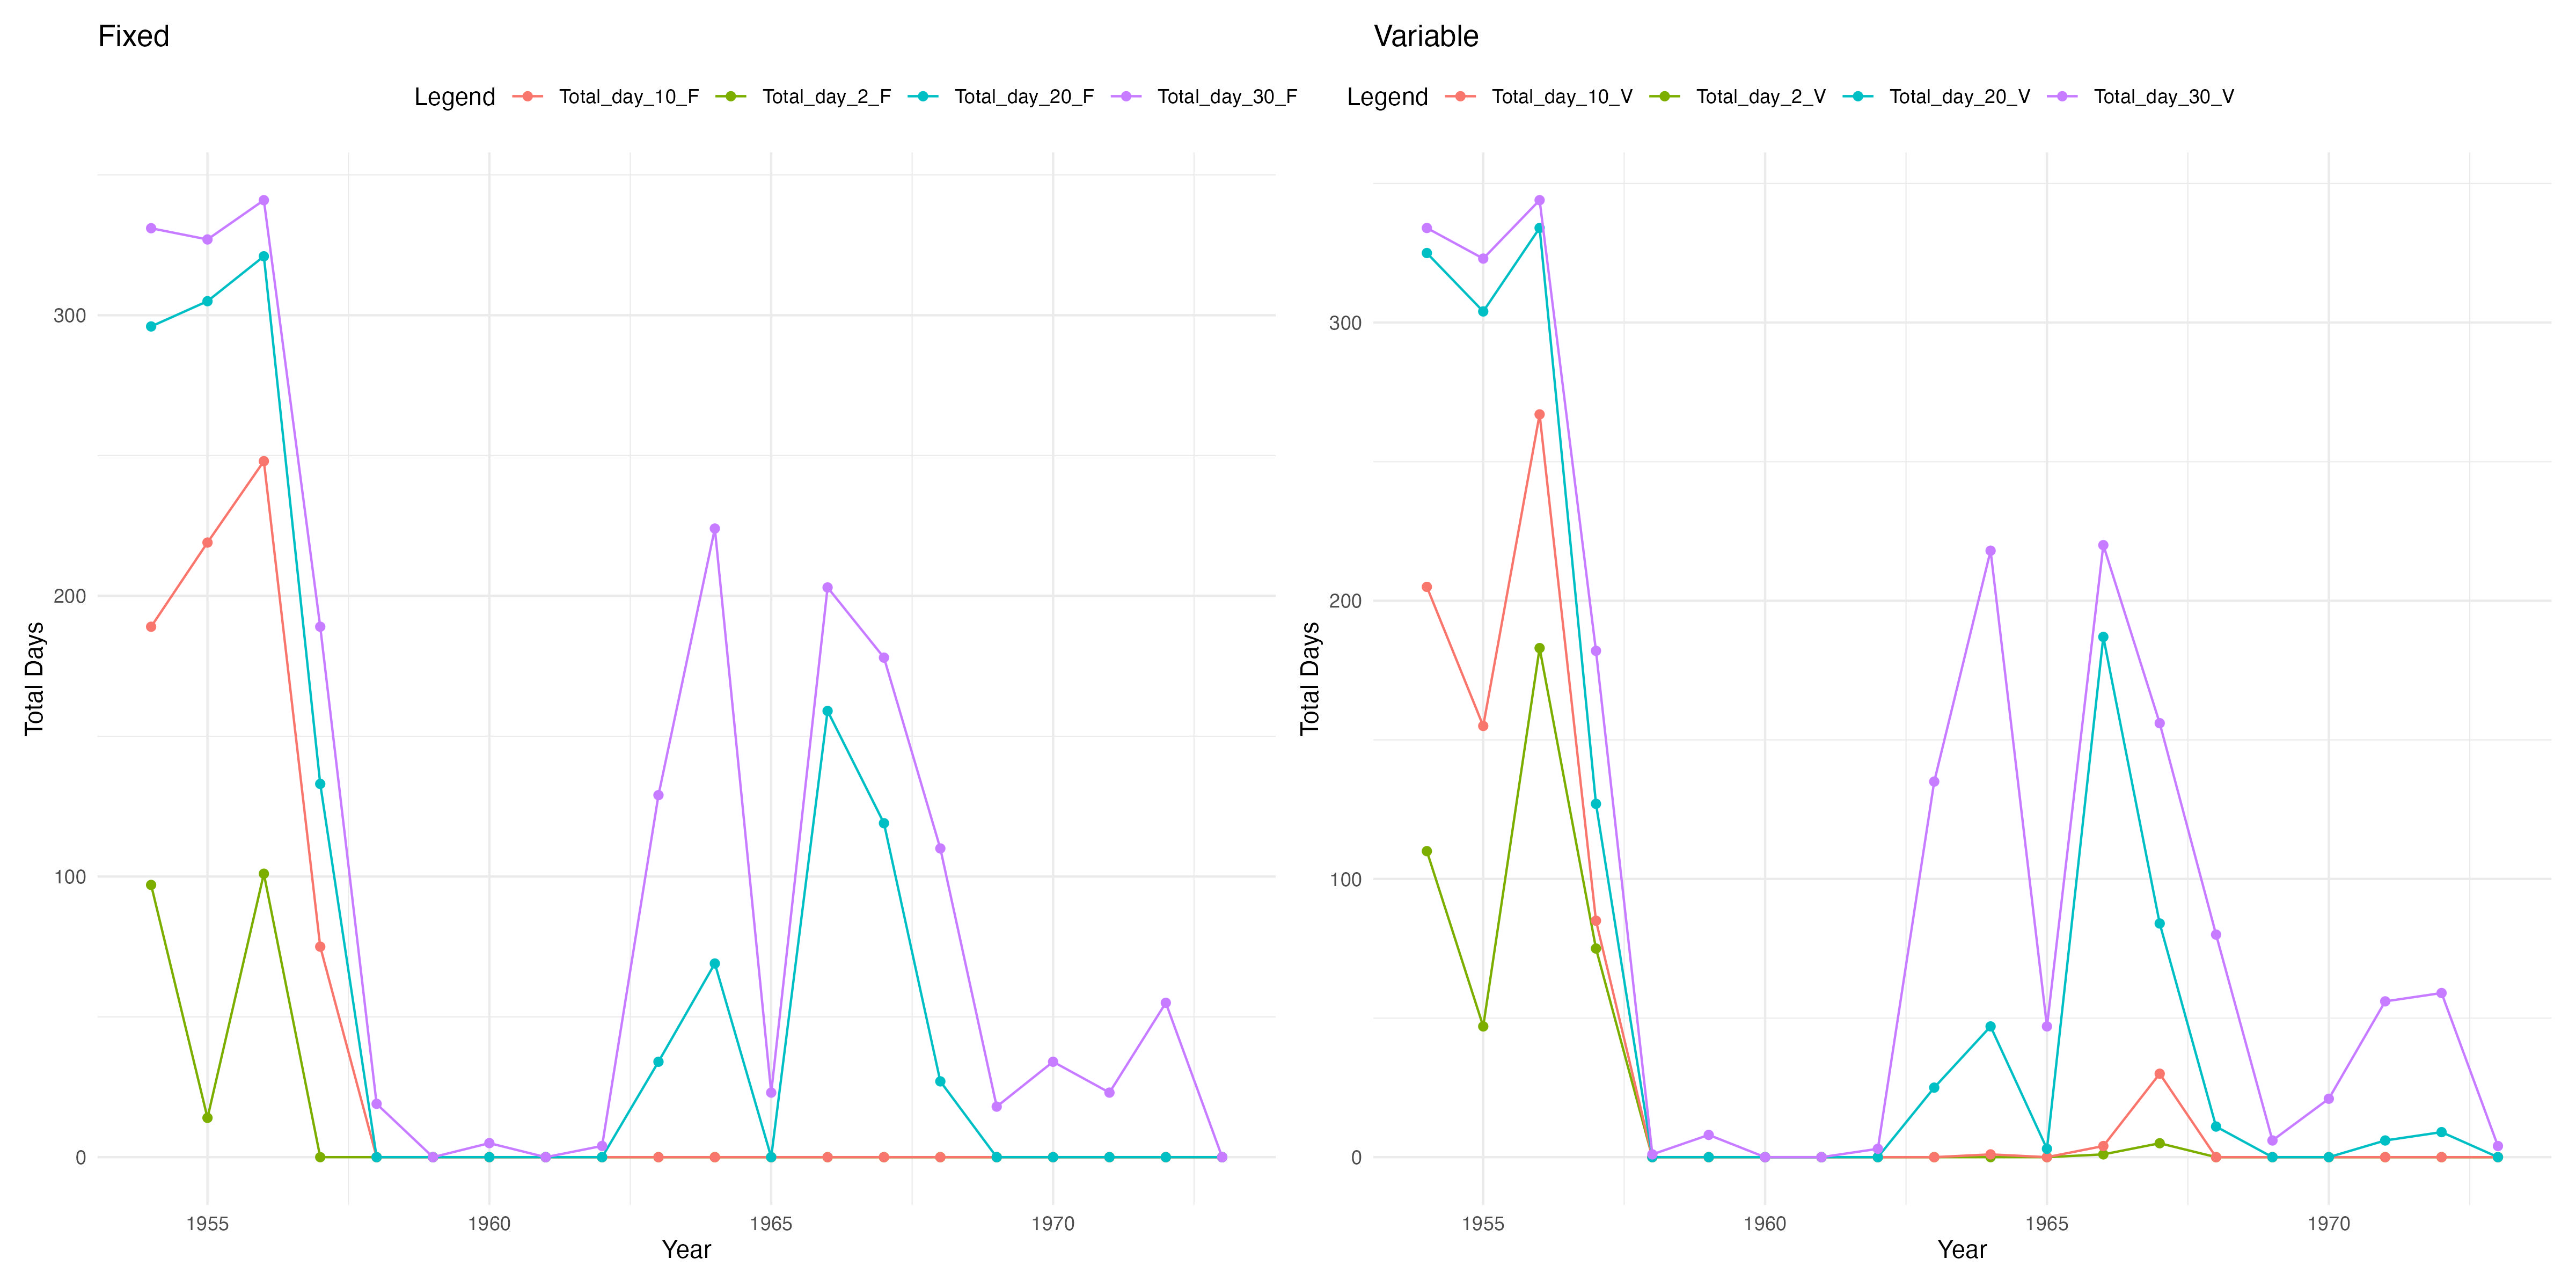 Fixed
Legend Total_day_10_F Total_day_2_F Total_day_20_F Total_day_30_F
300
200
100
0
Total Days
1955 1960 1965 1970
Year
Variable
Legend Total_day_10_V Total_day_2_V Total_day_20_V Total_day_30_V
300
200
100
0
Total Days
1955 1960 1965 1970
Year